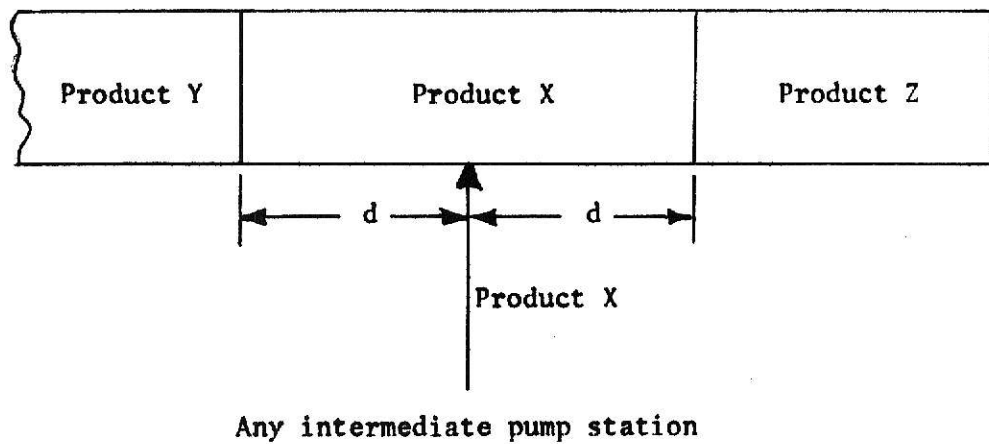 Product Y
Product X
Product Z
d
d
Product X
Any intermediate pump station